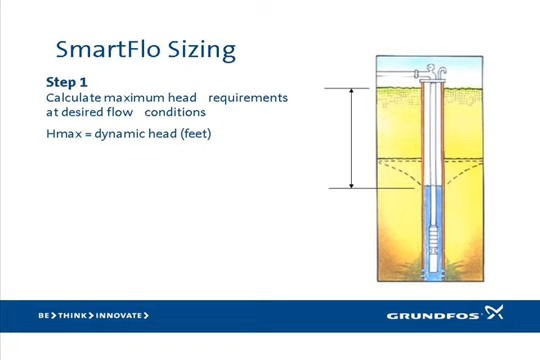 SmartFlo Sizing
Step 1
Calculate maximum head requirements
at desired flow conditions
Hmax = dynamic head (feet)
BE > THINK > INNOVATE >
GRUNDFOS